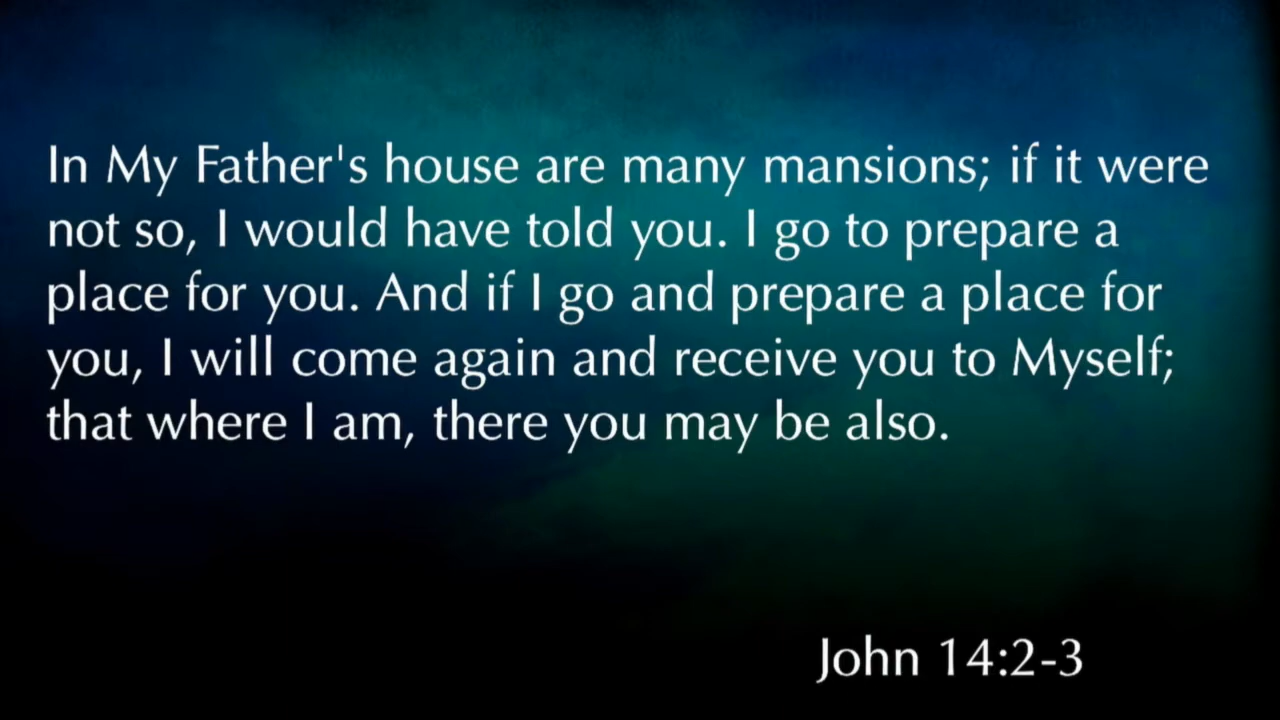 In My Father's house are many mansions; if it were
not so, I would have told you. I go to prepare a
place for you. And if I go and prepare a place for
you, I will come again and receive you to Myself;
that where I am, there you may be also.
John 14:2-3